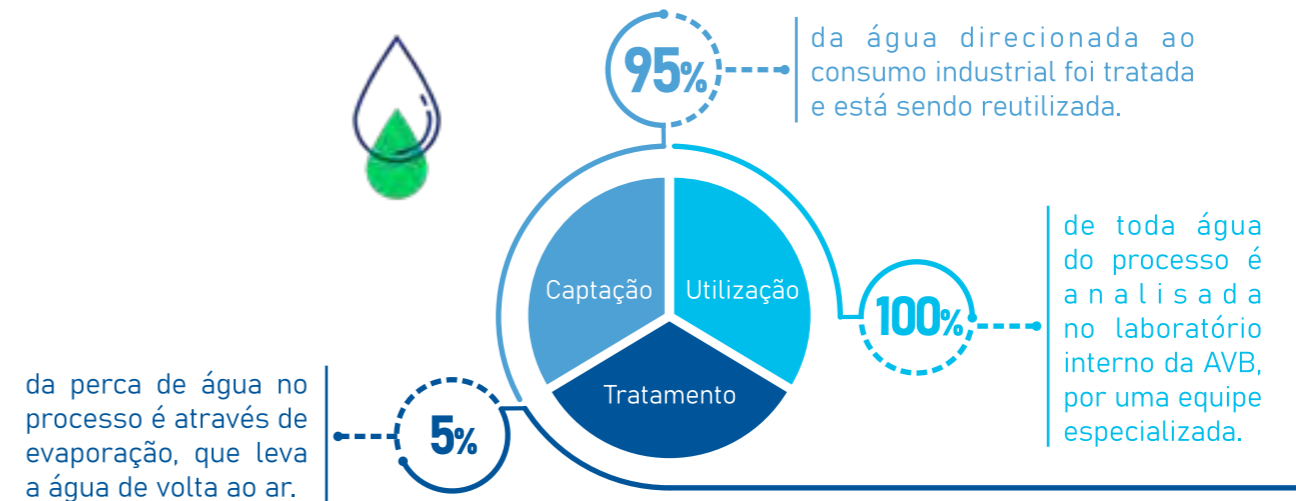 95%
da água direcionada ao
consumo industrial foi tratada
e está sendo reutilizada.
Captação
Utilização
Tratamento
100%
de toda água
do processo é
analisada
no laboratório
interno da AVB,
por uma equipe
especializada.
5%
da perca de água no
processo é através de
evaporação, que leva
a água de volta ao ar.